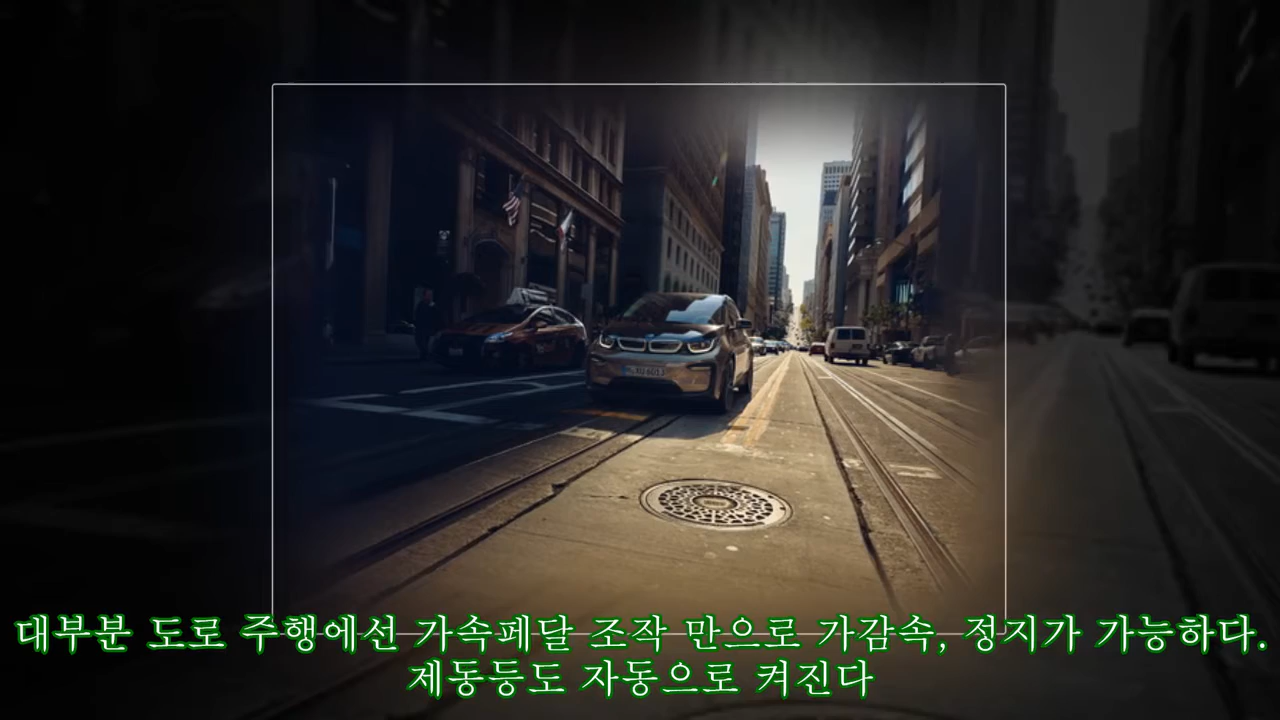 대부분 도로 주행에선 가속페달 조작 만으로 가감속, 정지가 가능하다.
제동등도 자동으로 켜진다